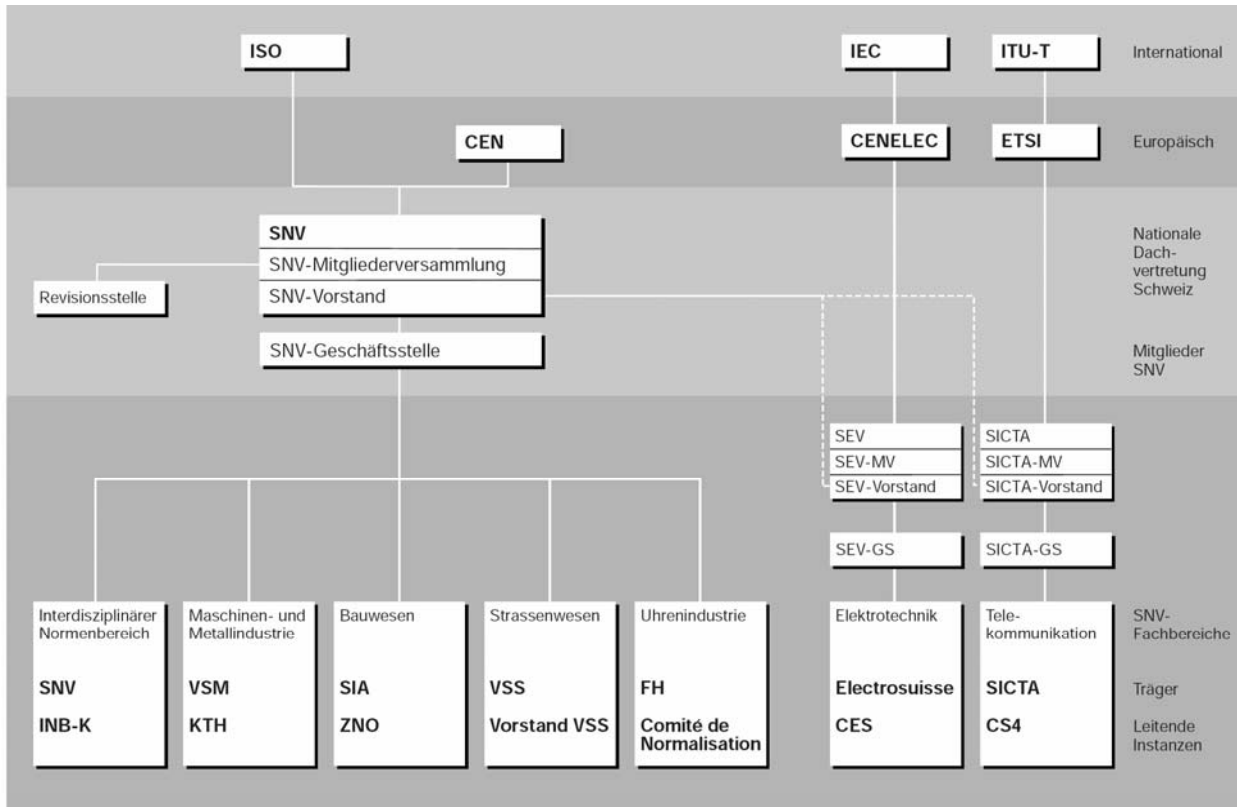 ISO
IEC
ITU-T
International
CEN
CENELEC
ETSI
Europäisch
SNV
SNV-Mitgliederversammlung
SNV-Vorstand
Revisionsstelle
Nationale
Dach-
vertretung
Schweiz
SNV-Geschäftsstelle
Mitglieder
SNV
SEV
SEV-MV
SEV-Vorstand
SICTA
SICTA-MV
SICTA-Vorstand
SEV-GS
SICTA-GS
Interdisziplinärer
Normenbereich
SNV
INB-K
Maschinen- und
Metallindustrie
VSM
KTH
Bauwesen
SIA
ZNO
Strassenwesen
VSS
Vorstand VSS
Uhrenindustrie
FH
Comité de
Normalisation
Elektrotechnik
Electrosuisse
CES
Tele-
kommunikation
SICTA
CS4
SNV-
Fachbereiche
Träger
Leitende
Instanzen